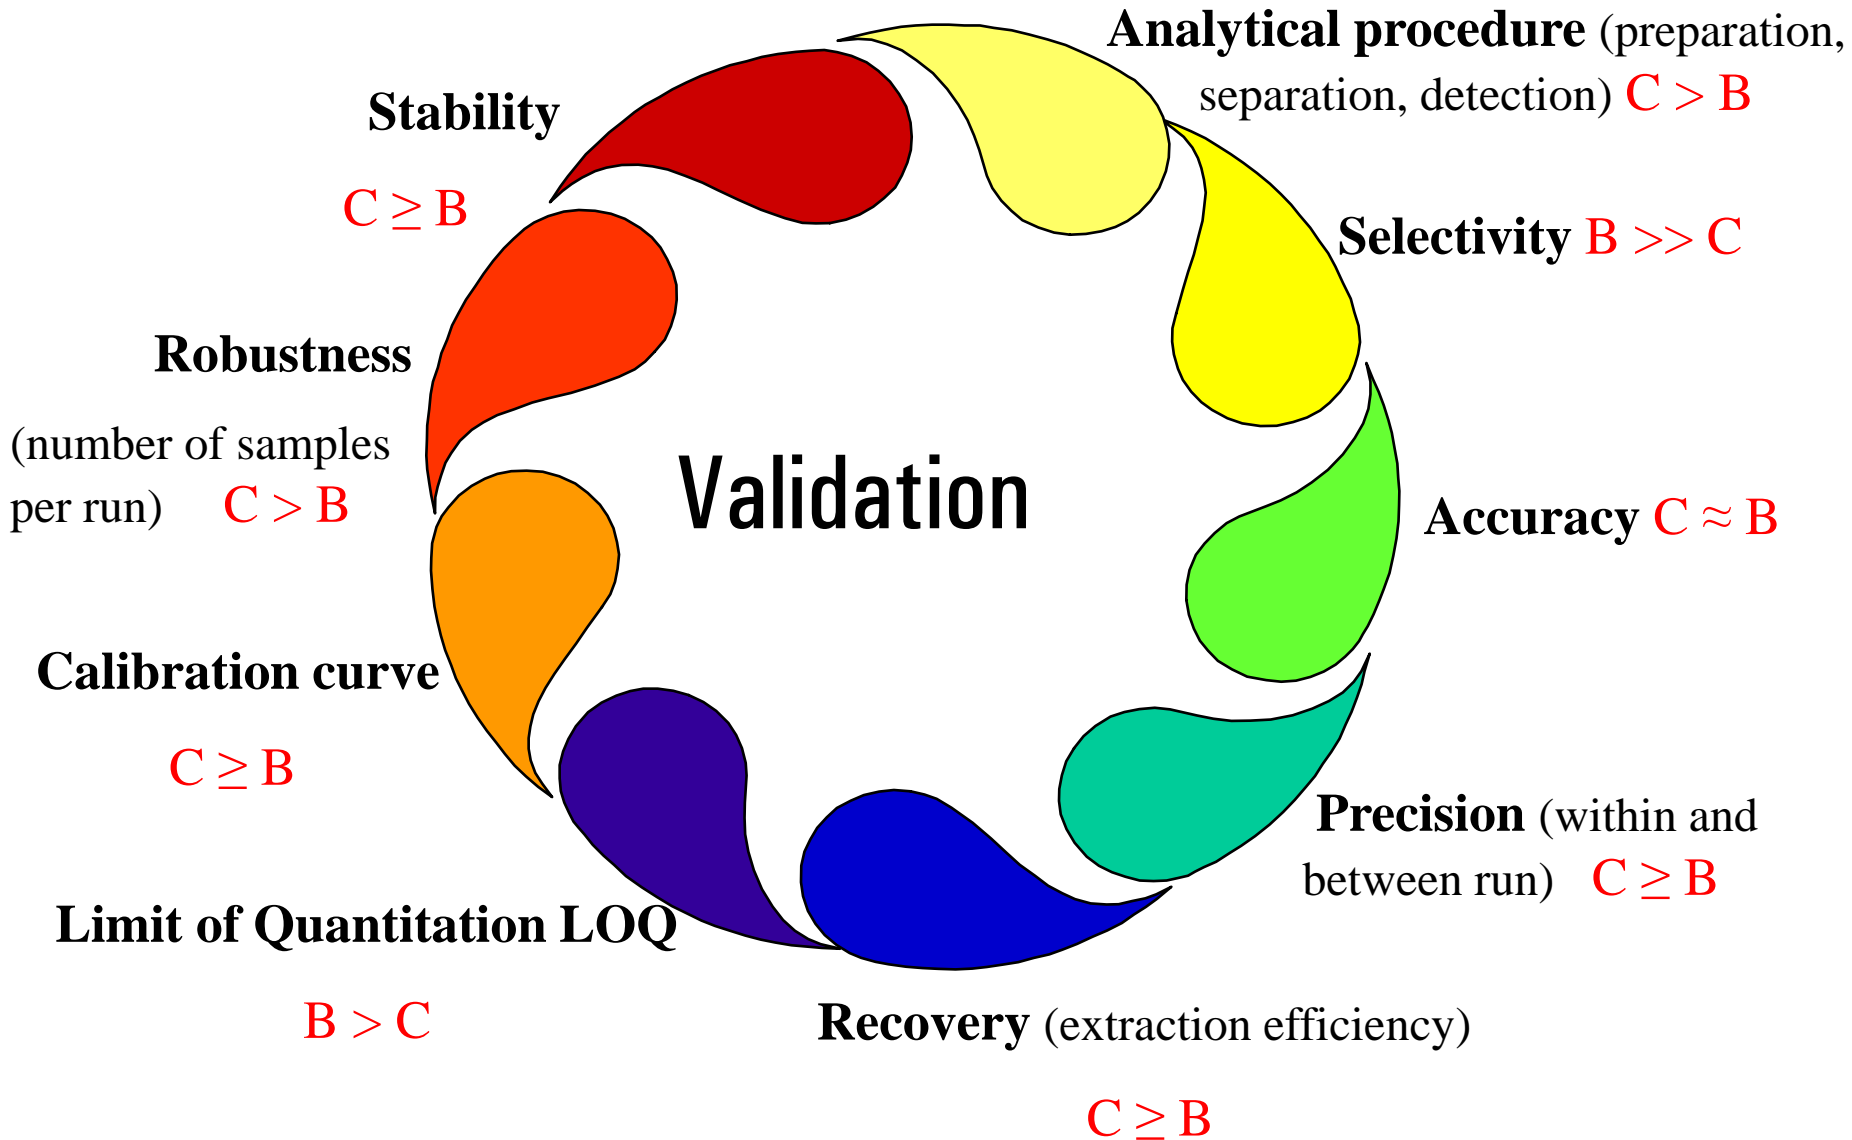 Analytical procedure (preparation,
separation, detection) C > B
Stability
C ≥ B
Selectivity B >> C
Robustness
(number of samples
per run) C > B
Validation
Accuracy C ≈ B
Calibration curve
C ≥ B
Precision (within and
between run) C ≥ B
Limit of Quantitation LOQ
B > C
Recovery (extraction efficiency)
C ≥ B